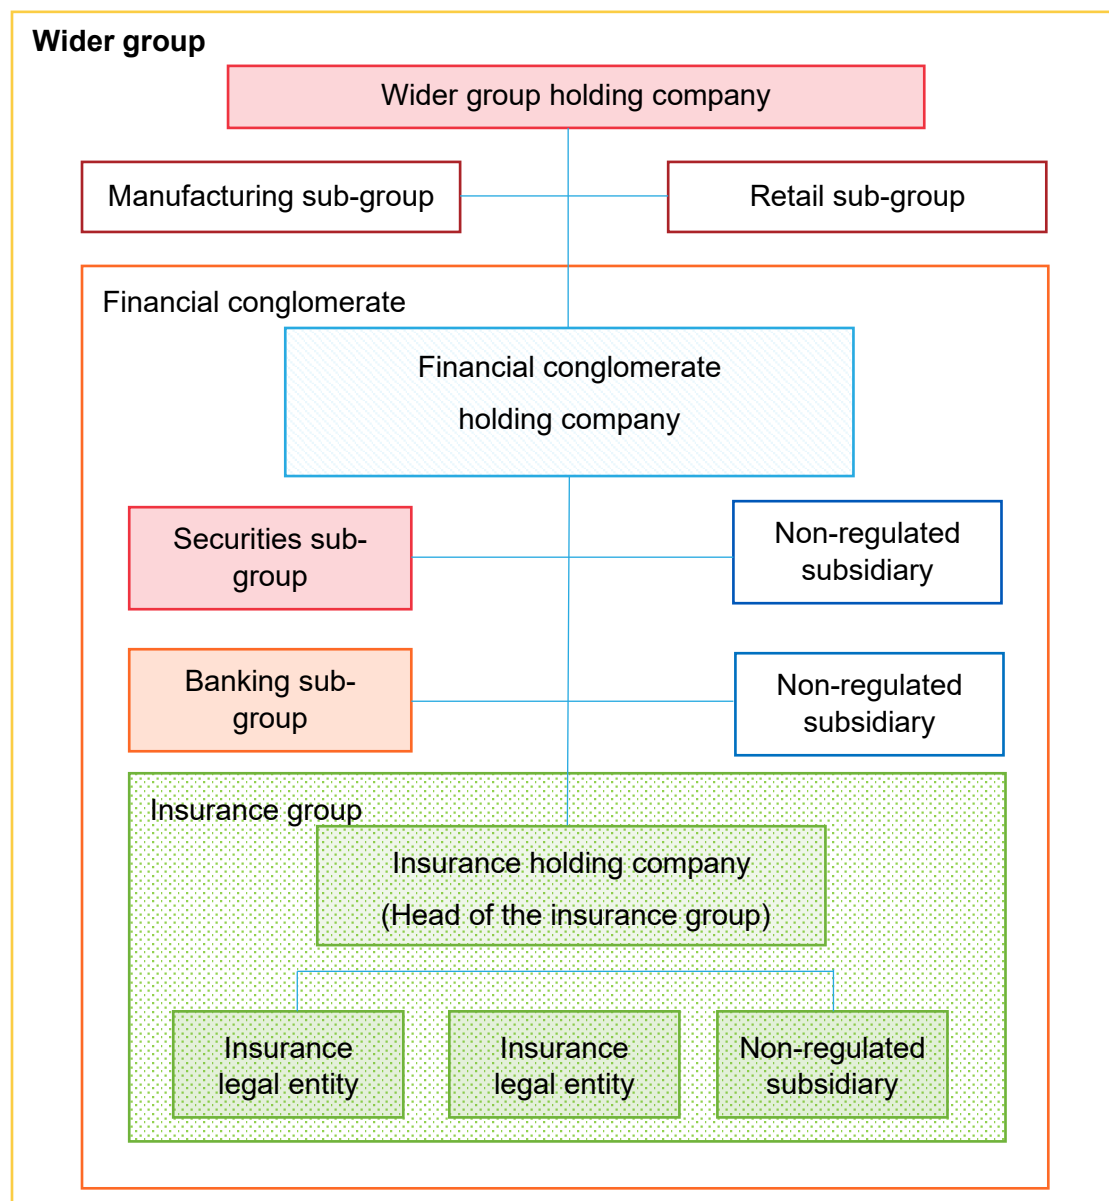 Wider group
Wider group holding company
Manufacturing sub-group
Retail sub-group
Financial conglomerate
Financial conglomerate
holding company
Securities sub-
group
Non-regulated
subsidiary
Banking sub-
group
Non-regulated
subsidiary
Insurance group
Insurance holding company
(Head of the insurance group)
Insurance
legal entity
Insurance
legal entity
Non-regulated
subsidiary